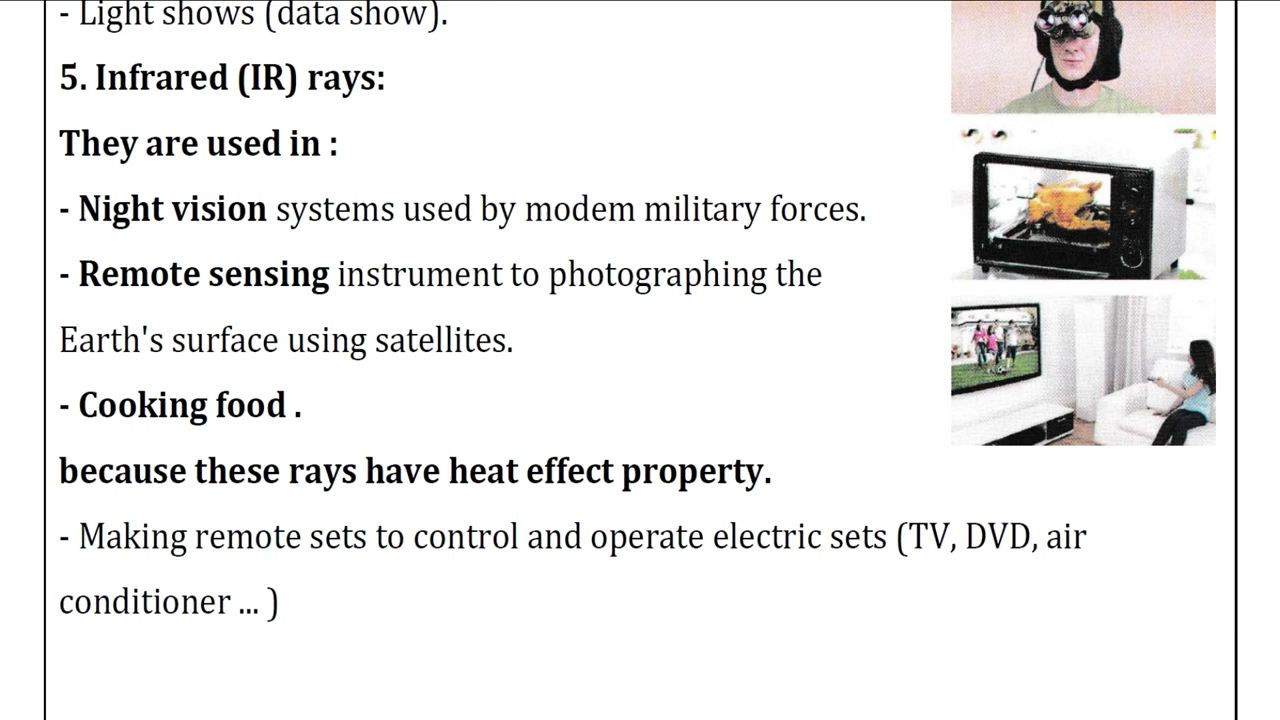 - Light shows (data show).
5. Infrared (IR) rays:
They are used in :
- Night vision systems used by modem military forces.
- Remote sensing instrument to photographing the
Earth's surface using satellites.
- Cooking food .
because these rays have heat effect property.
- Making remote sets to control and operate electric sets (TV, DVD, air
conditioner ... )